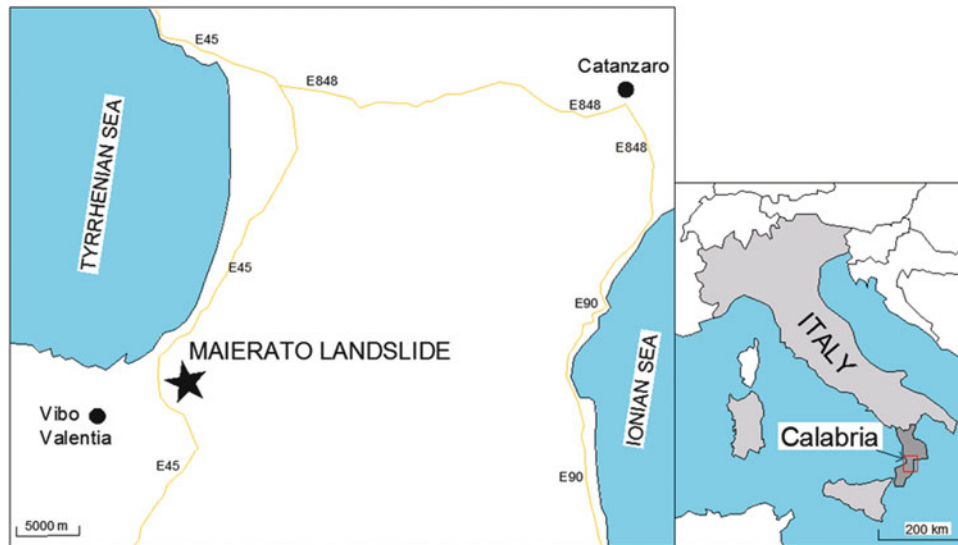 E45
E848
Catanzaro
E848
E848
TYRRHENIAN SEA
E45
E90
MAIERATO LANDSLIDE
IONIAN SEA
Vibo
Valentia
E45
E90
5000 m
ITALY
Calabria
200 km